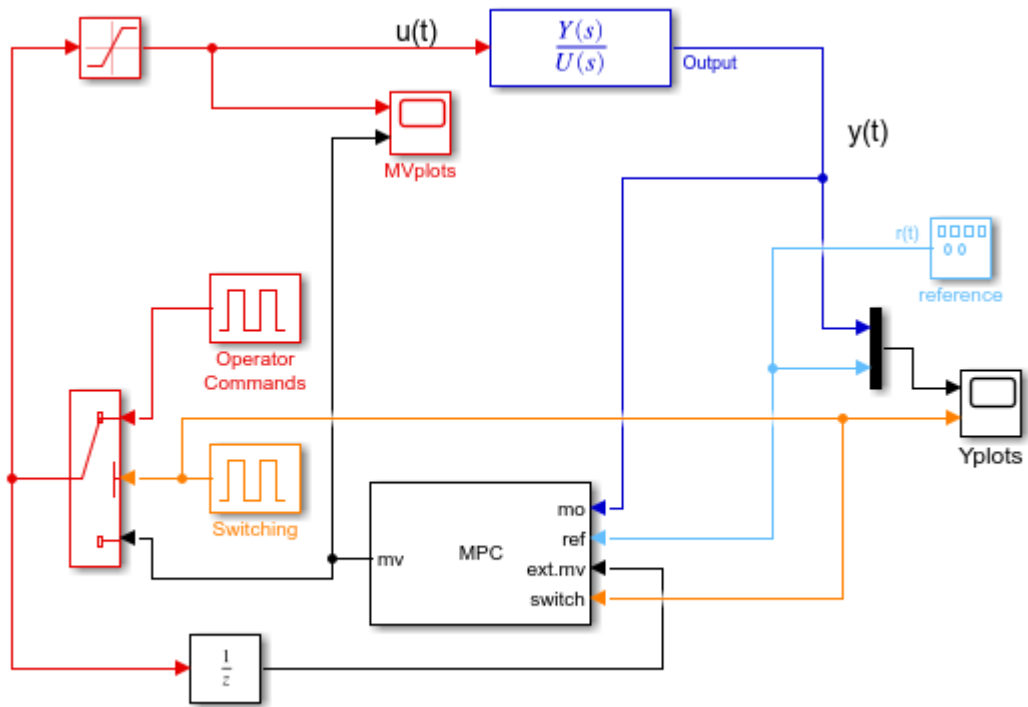 u(t)
Y(s)
U(s)
Output
MVplots
y(t)
r(t)
reference
Operator
Commands
Yplots
Switching
mo
ref
mv
MPC
ext.mv
switch
1
z